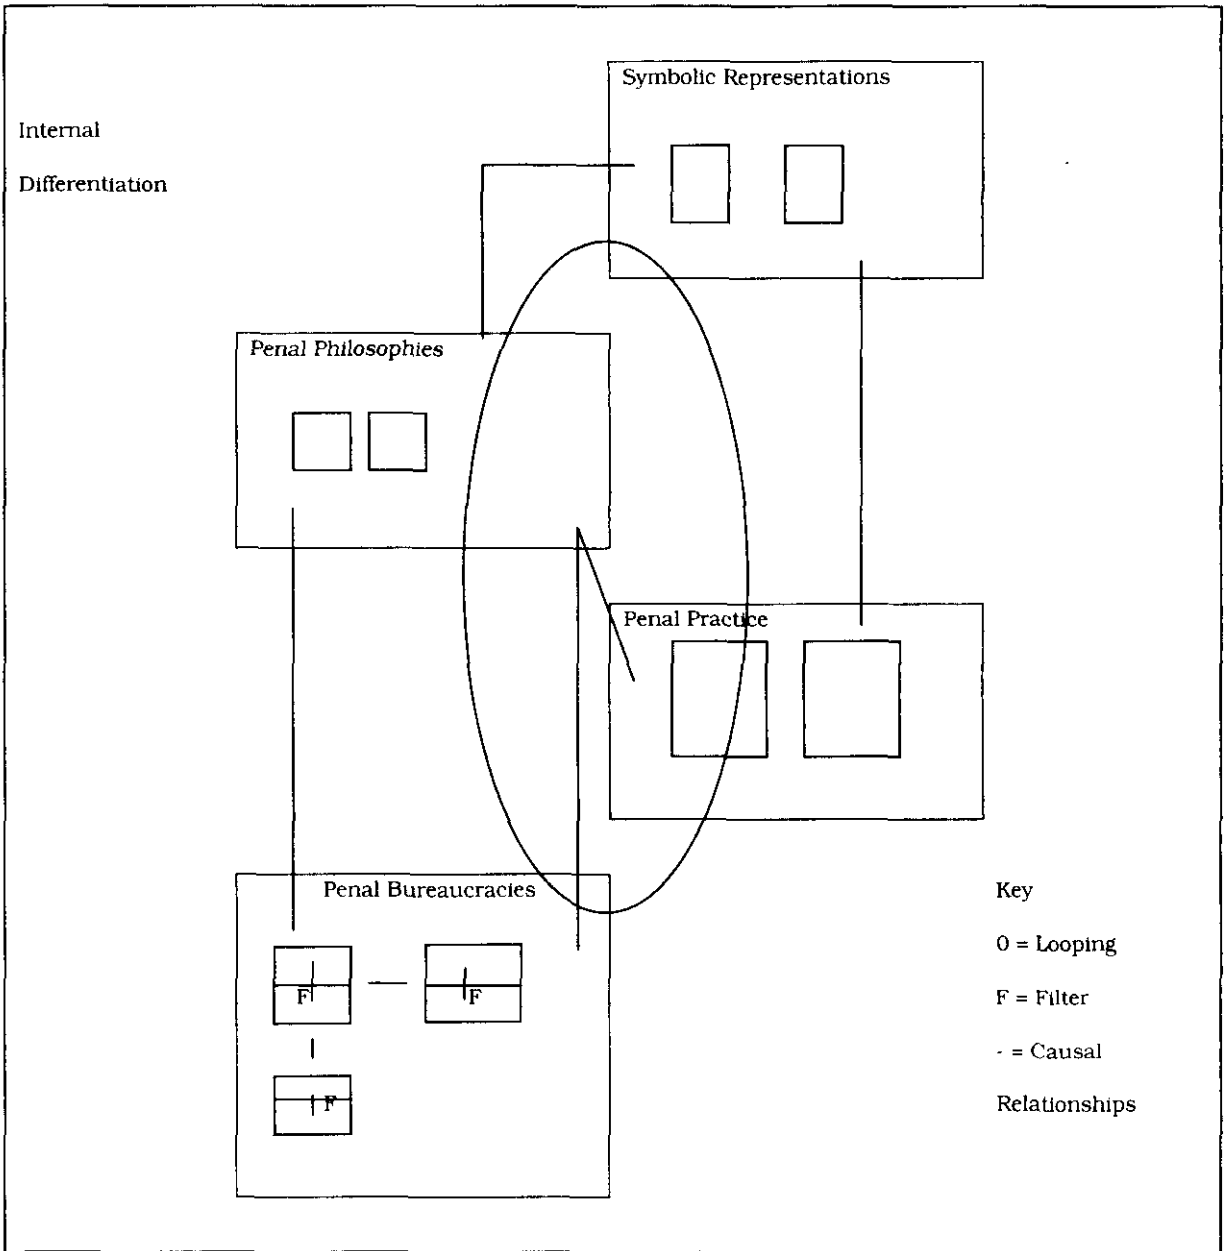 Symbolic Representations
Internal
Differentiation
Penal Philosophies
Penal Practice
Penal Bureaucracies
F
F
F
Key
0 = Looping
F = Filter
- = Causal
Relationships